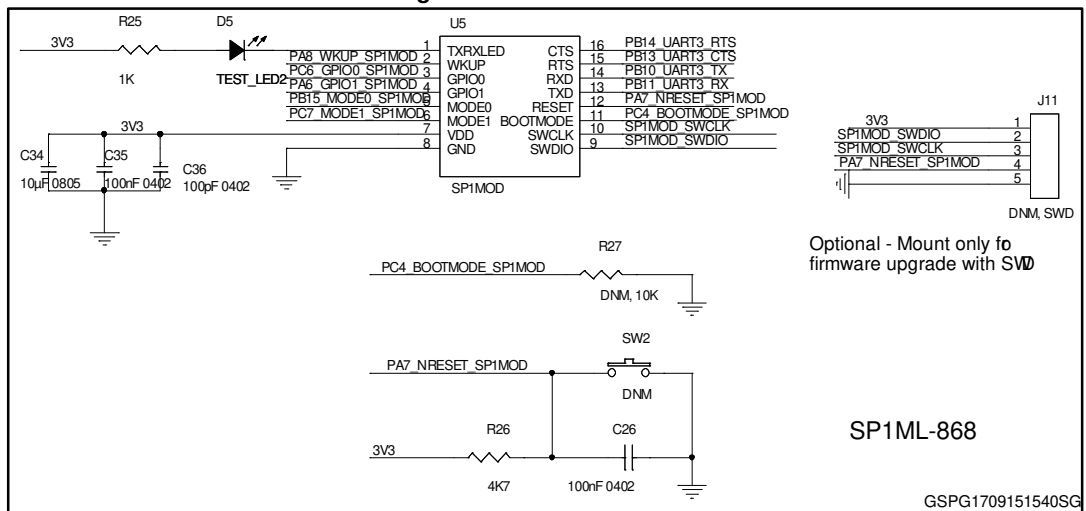 R25
D5
U5
3V3
1K
TEST_LED2
1 TXRXLED
PA8_WKUP_SP1MOD 2 WKUP
PC6_GPIO0_SP1MOD 3 GPIO0
PA6_GPIO1_SP1MOD 4 GPIO1
PB15_MODE0_SP1MOD 5 MODE0
PC7_MODE1_SP1MOD 6 MODE1
7 VDD
8 GND
CTS 16 PB14_UART3_RTS
RTS 15 PB13_UART3_CTS
RXD 14 PB10_UART3_TX
TXD 13 PB11_UART3_RX
RESET 12 PA7_NRESET_SP1MOD
BOOTMODE 11 PC4_BOOTMODE_SP1MOD
SWCLK 10 SP1MOD_SWCLK
SWDIO 9 SP1MOD_SWDIO
SP1MOD
3V3
C34
10µF 0805
C35
100nF 0402
C36
100pF 0402
J11
3V3 1
SP1MOD_SWDIO 2
SP1MOD_SWCLK 3
PA7_NRESET_SP1MOD 4
5
DNM, SWD
Optional - Mount only fo
firmware upgrade with SWD
R27
PC4_BOOTMODE_SP1MOD
DNM, 10K
SW2
PA7_NRESET_SP1MOD
DNM
R26
C26
3V3
4K7
100nF 0402
SP1ML-868
GSPG1709151540SG